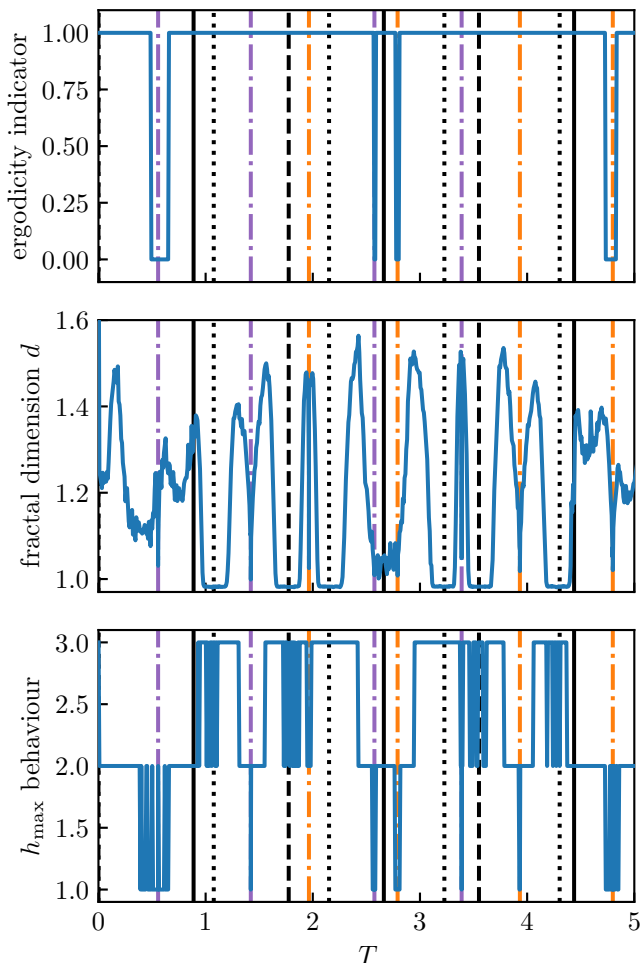 1.00
0.75
0.50
0.25
0.00
ergodicity indicator
1.6
1.4
1.2
1.0
fractal dimension d
3.0
2.5
2.0
1.5
1.0
h_max behaviour
0 1 2 3 4 5
T